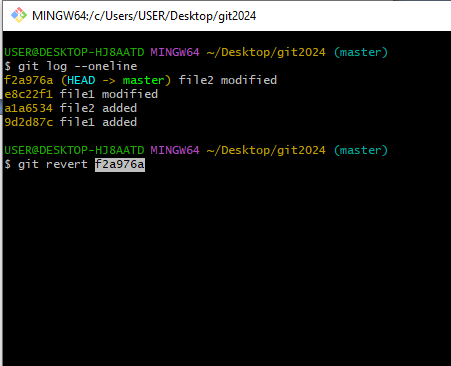 MINGW64:/c/Users/USER/Desktop/git2024
USER@DESKTOP-HJ8AATD MINGW64 ~/Desktop/git2024 (master)
$ git log --oneline
f2a976a (HEAD -> master) file2 modified
e8c22f1 file1 modified
a1a6534 file2 added
9d2d87c file1 added
USER@DESKTOP-HJ8AATD MINGW64 ~/Desktop/git2024 (master)
$ git revert f2a976a